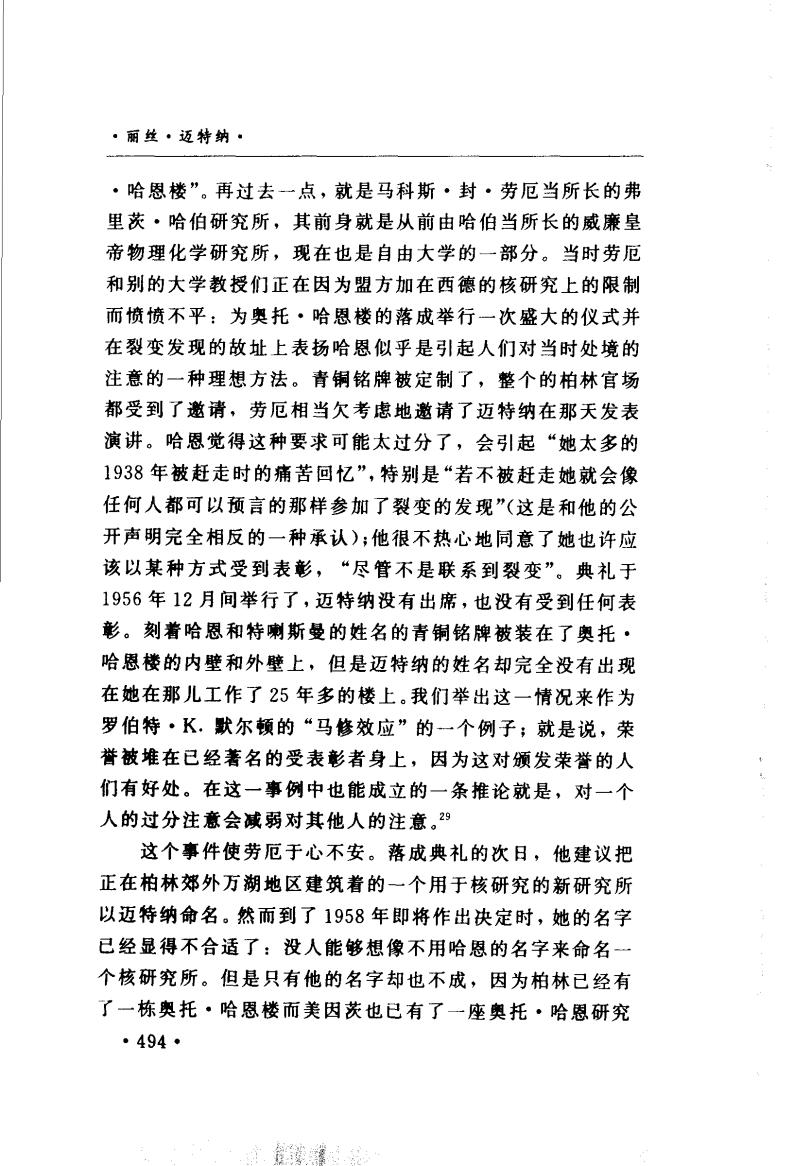 ·丽丝·迈特纳·
·哈恩楼”。再过去一点，就是马科斯·封·劳厄当所长的弗
里茨·哈伯研究所，其前身就是从前由哈伯当所长的威廉皇
帝物理化学研究所，现在也是自由大学的一部分。当时劳厄
和别的大学教授们正在因为盟方加在西德的核研究上的限制
而愤愤不平：为奥托·哈恩楼的落成举行一次盛大的仪式并
在裂变发现的故址上表扬哈恩似乎是引起人们对当时处境的
注意的一种理想方法。青铜铭牌被定制了，整个的柏林官场
都受到了邀请，劳厄相当欠考虑地邀请了迈特纳在那天发表
演讲。哈恩觉得这种要求可能太过分了，会引起“她太多的
1938年被赶走时的痛苦回忆”，特别是“若不被赶走她就会像
任何人都可以预言的那样参加了裂变的发现”（这是和他的公
开声明完全相反的一种承认）；他很不热心地同意了她也许应
该以某种方式受到表彰，“尽管不是联系到裂变”。典礼于
1956年12月间举行了，迈特纳没有出席，也没有受到任何表
彰。刻着哈恩和特喇斯曼的姓名的青铜铭牌被装在了奥托·
哈恩楼的内壁和外壁上，但是迈特纳的姓名却完全没有出现
在她在那儿工作了25年多的楼上。我们举出这一情况来作为
罗伯特·K.默尔顿的“马修效应”的一个例子；就是说，荣
誉被堆在已经著名的受表彰者身上，因为这对颁发荣誉的人
们有好处。在这一事例中也能成立的一条推论就是，对一个
人的过分注意会减弱对其他人的注意。29
这个事件使劳厄于心不安。落成典礼的次日，他建议把
正在柏林郊外万湖地区建筑着的一个用于核研究的新研究所
以迈特纳命名。然而到了1958年即将作出决定时，她的名字
已经显得不合适了：没人能够想像不用哈恩的名字来命名一
个核研究所。但是只有他的名字却也不成，因为柏林已经有
了一栋奥托·哈恩楼而美因茨也已有了一座奥托·哈恩研究
·494·